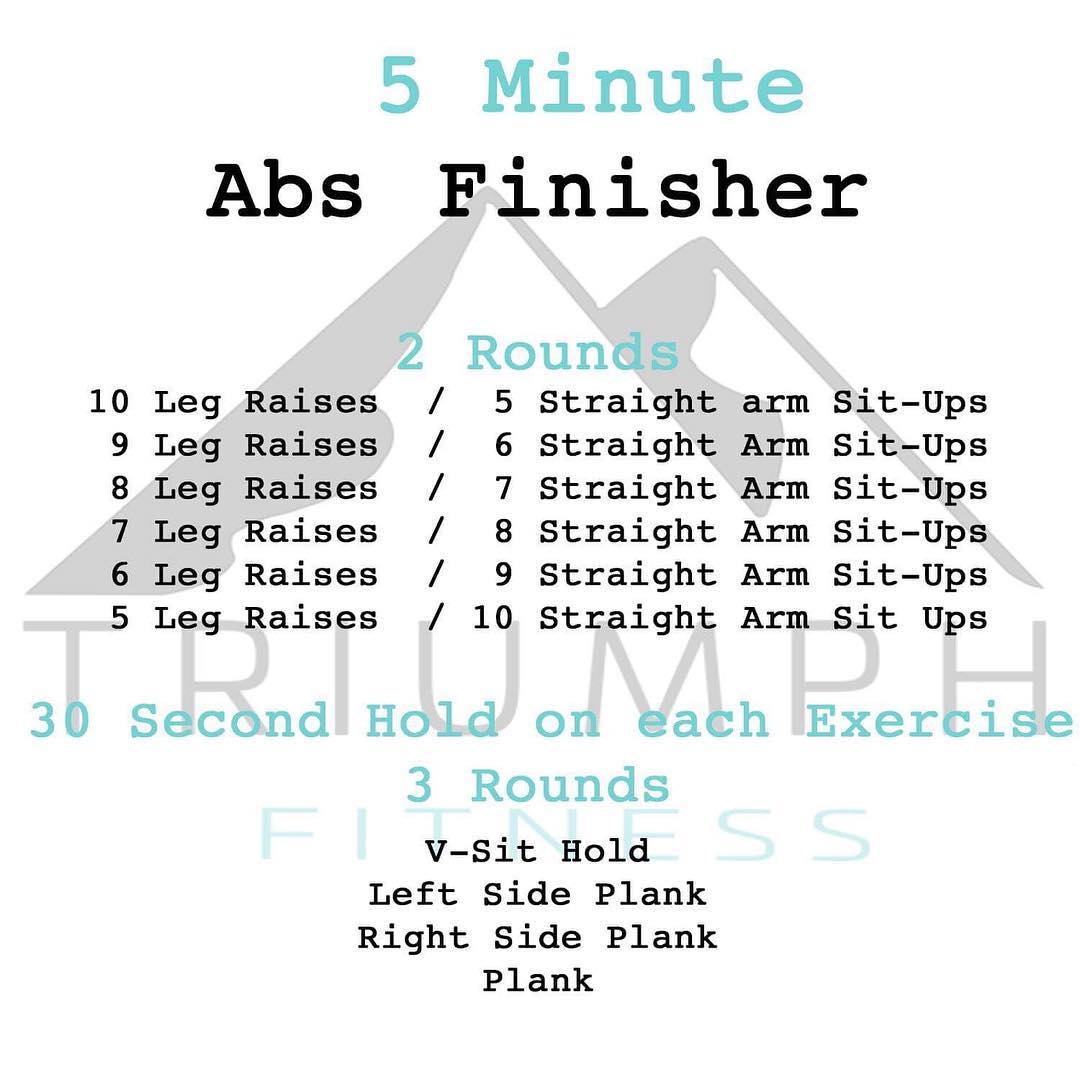 5 Minute
Abs Finisher
2 Rounds
10 Leg Raises / 5 Straight arm Sit-Ups
9 Leg Raises / 6 Straight Arm Sit-Ups
8 Leg Raises / 7 Straight Arm Sit-Ups
7 Leg Raises / 8 Straight Arm Sit-Ups
6 Leg Raises / 9 Straight Arm Sit-Ups
5 Leg Raises / 10 Straight Arm Sit Ups
TRIUMPH
30 Second Hold on each Exercise
3 Rounds
FITNESS
V-Sit Hold
Left Side Plank
Right Side Plank
Plank